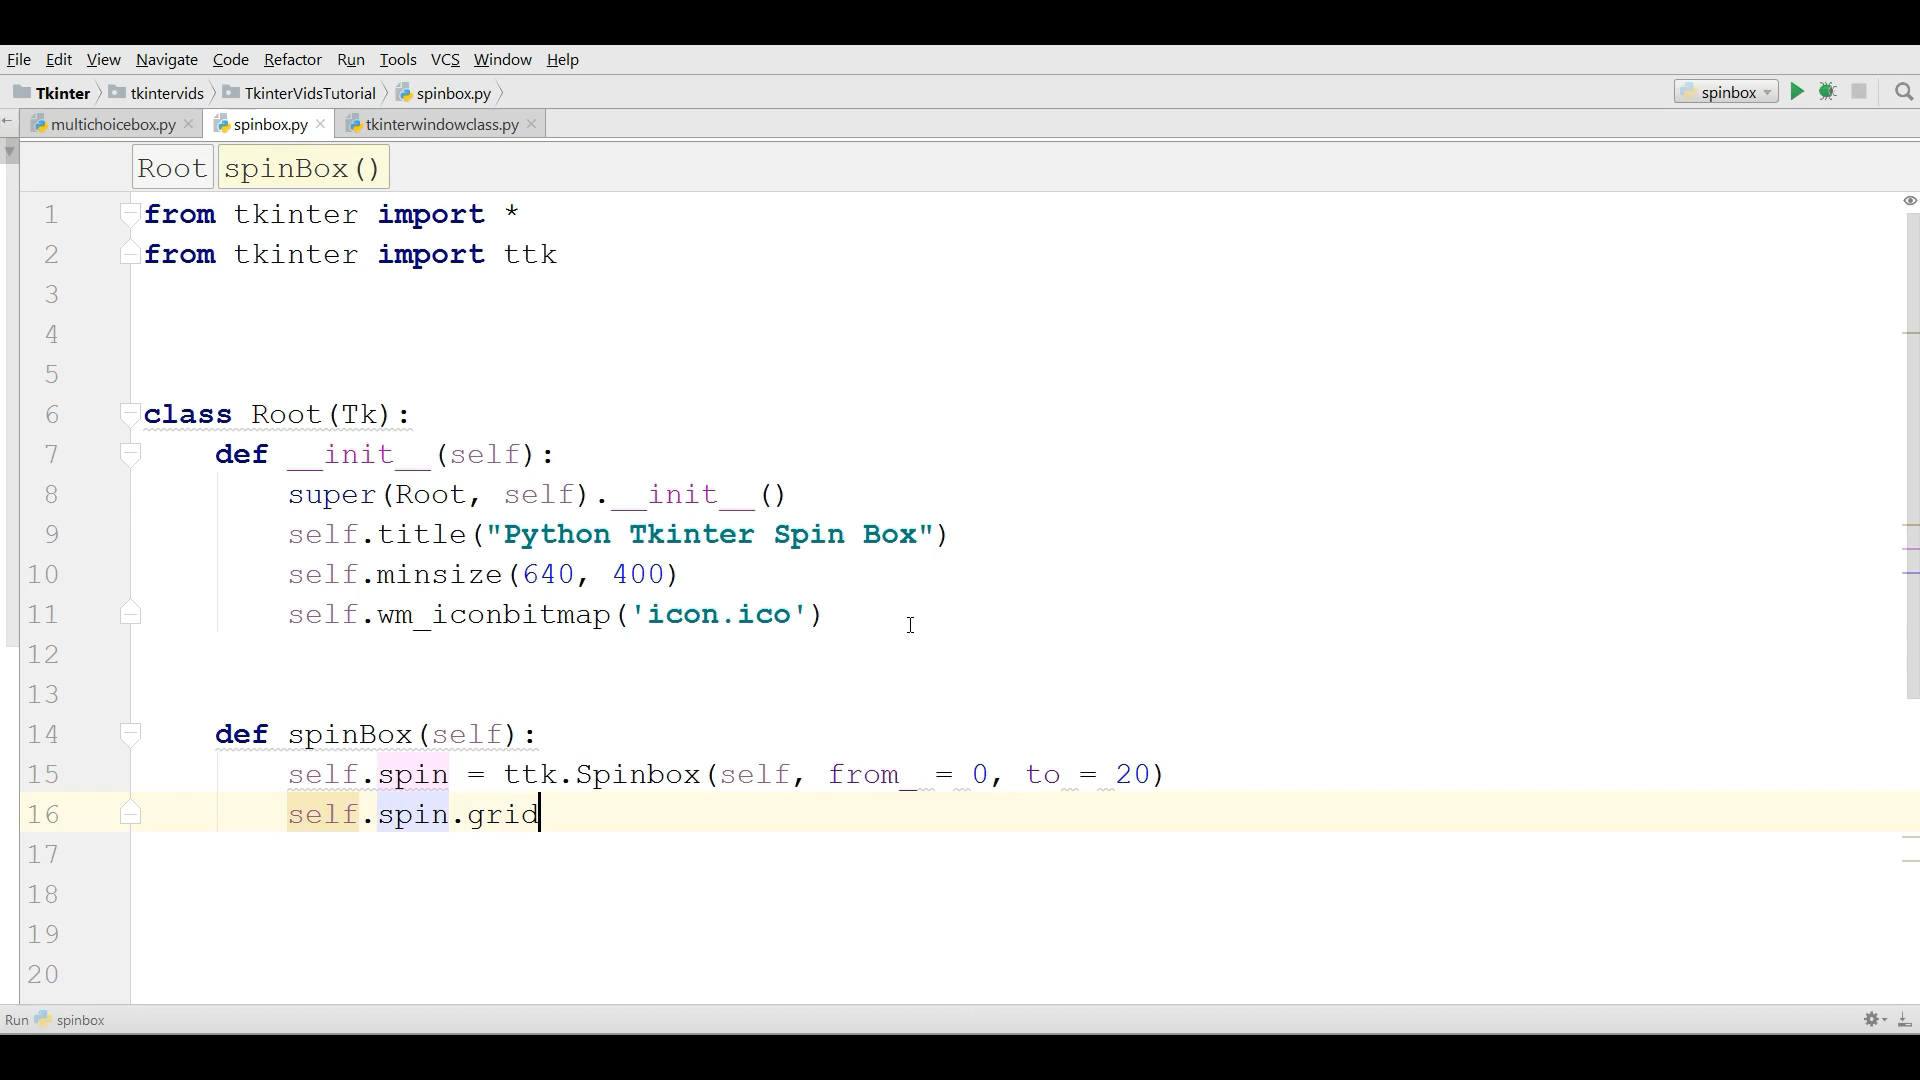 File Edit View Navigate Code Refactor Run Tools VCS Window Help
Tkinter tkintervids TkinterVidsTutorial spinbox.py spinbox
multichoicebox.py spinbox.py tkinterwindowclass.py
Root spinBox()
1 from tkinter import *
2 from tkinter import ttk
3
4
5
6 class Root(Tk):
7 def __init__(self):
8 super(Root, self).__init__()
9 self.title("Python Tkinter Spin Box")
10 self.minsize(640, 400)
11 self.wm_iconbitmap('icon.ico')
12
13
14 def spinBox(self):
15 self.spin = ttk.Spinbox(self, from_ = 0, to = 20)
16 self.spin.grid
17
18
19
20
Run spinbox